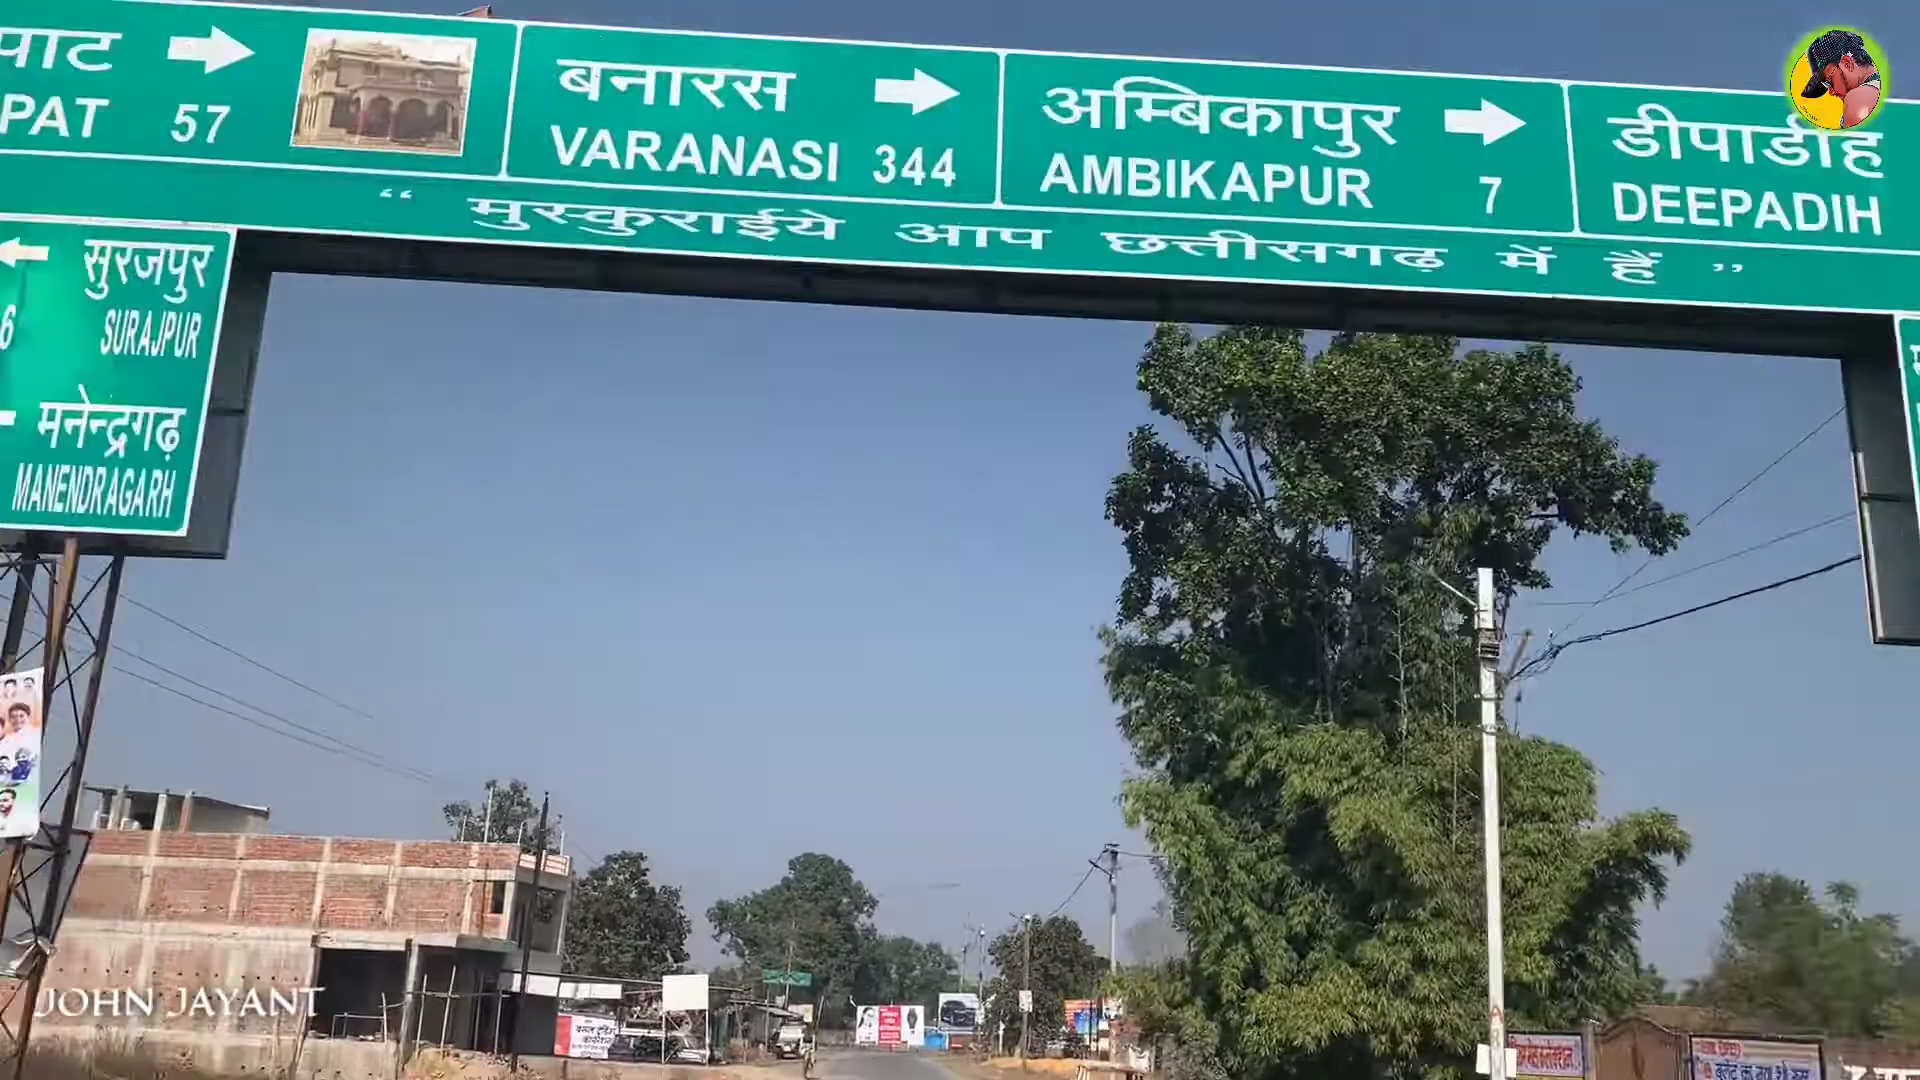 पाट
PAT 57
बनारस
VARANASI 344
अम्बिकापुर
AMBIKAPUR 7
डीपाडीह
DEEPADIH
“ मुस्कुराईये आप छत्तीसगढ़ में हैं ”
सुरजपुर
6 SURAJPUR
मनेन्द्रगढ़
MANENDRAGARH
JOHN JAYANT